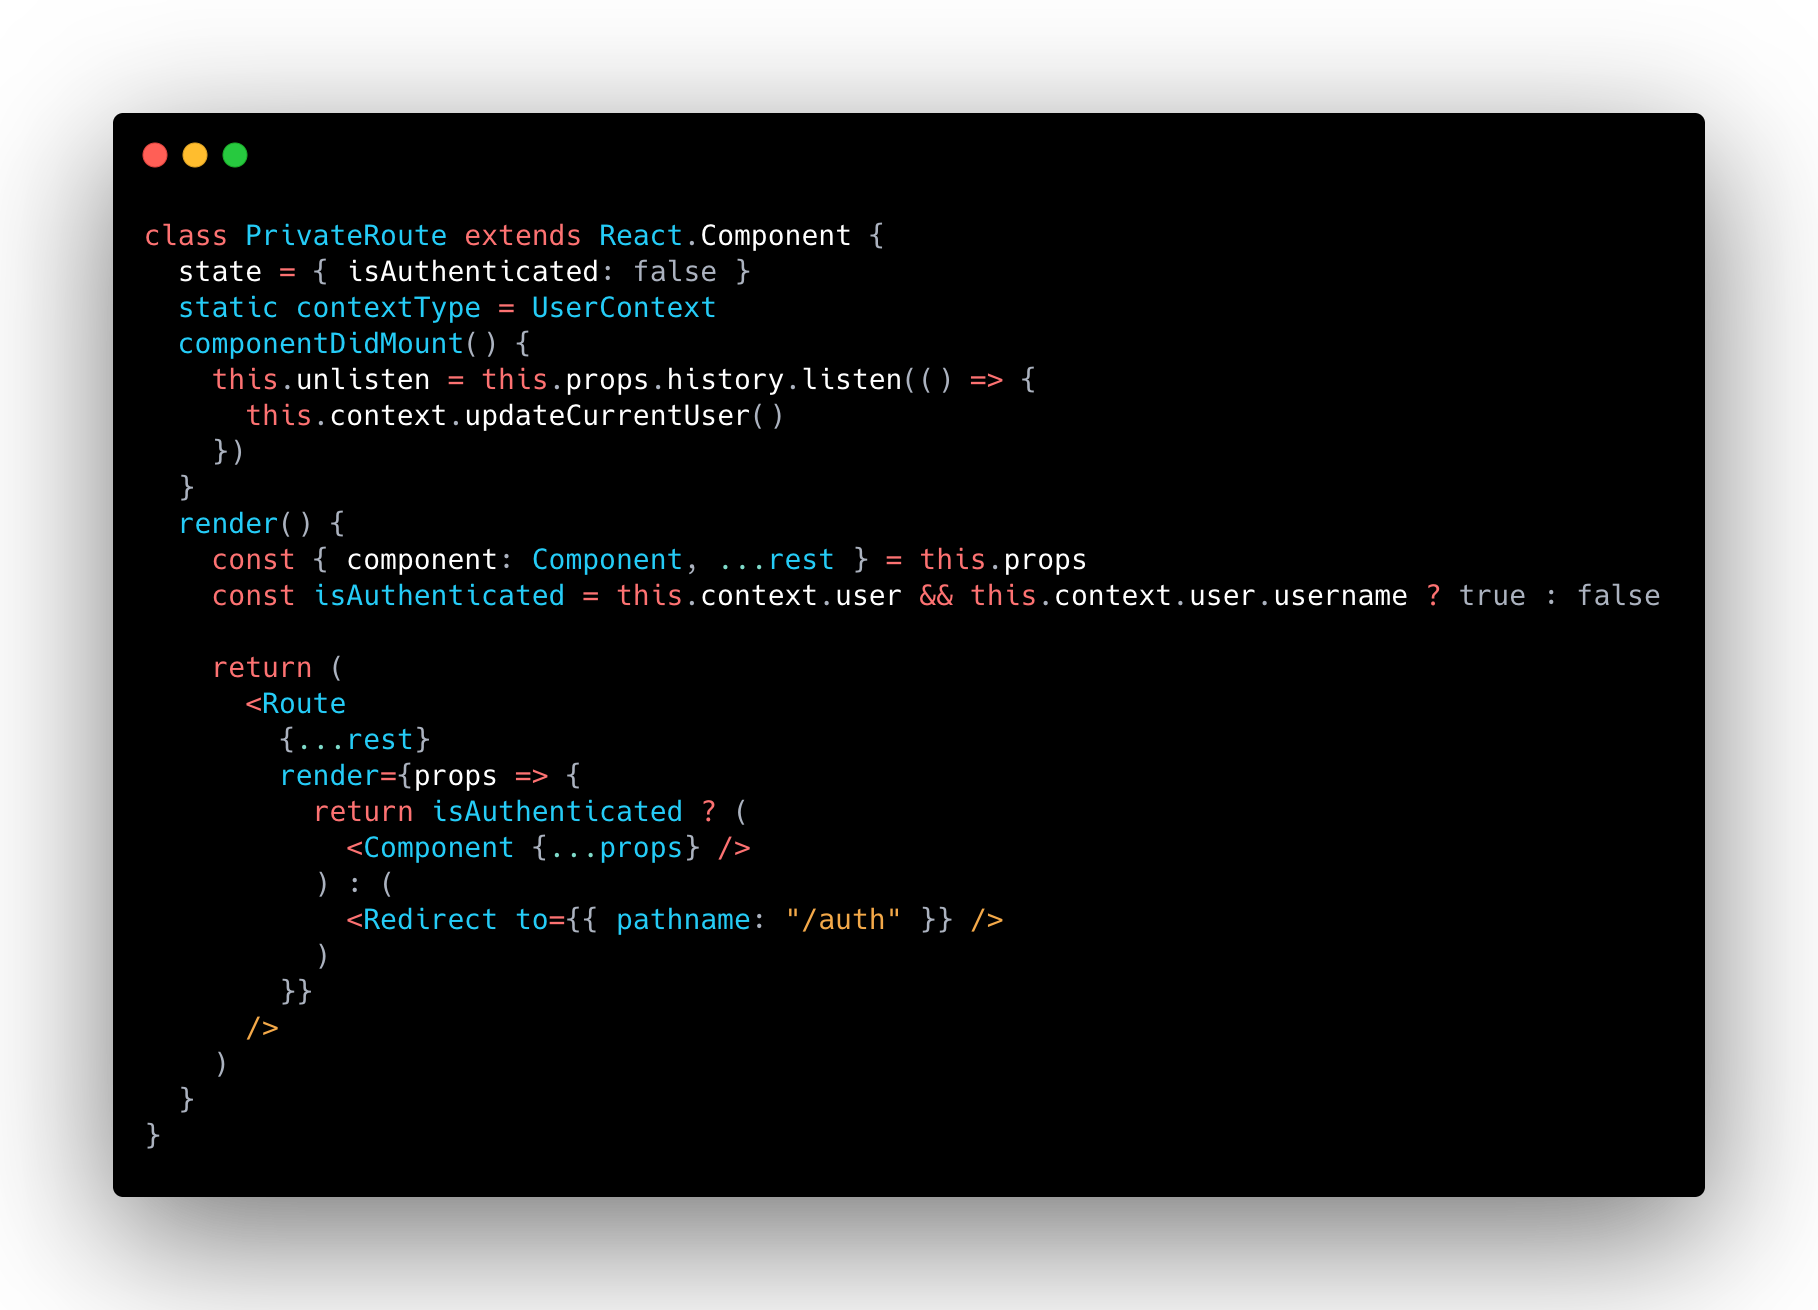 class PrivateRoute extends React.Component {
  state = { isAuthenticated: false }
  static contextType = UserContext
  componentDidMount() {
    this.unlisten = this.props.history.listen(() => {
      this.context.updateCurrentUser()
    })
  }
  render() {
    const { component: Component, ...rest } = this.props
    const isAuthenticated = this.context.user && this.context.user.username ? true : false

    return (
      <Route
        {...rest}
        render={props => {
          return isAuthenticated ? (
            <Component {...props} />
          ) : (
            <Redirect to={{ pathname: "/auth" }} />
          )
        }}
      />
    )
  }
}